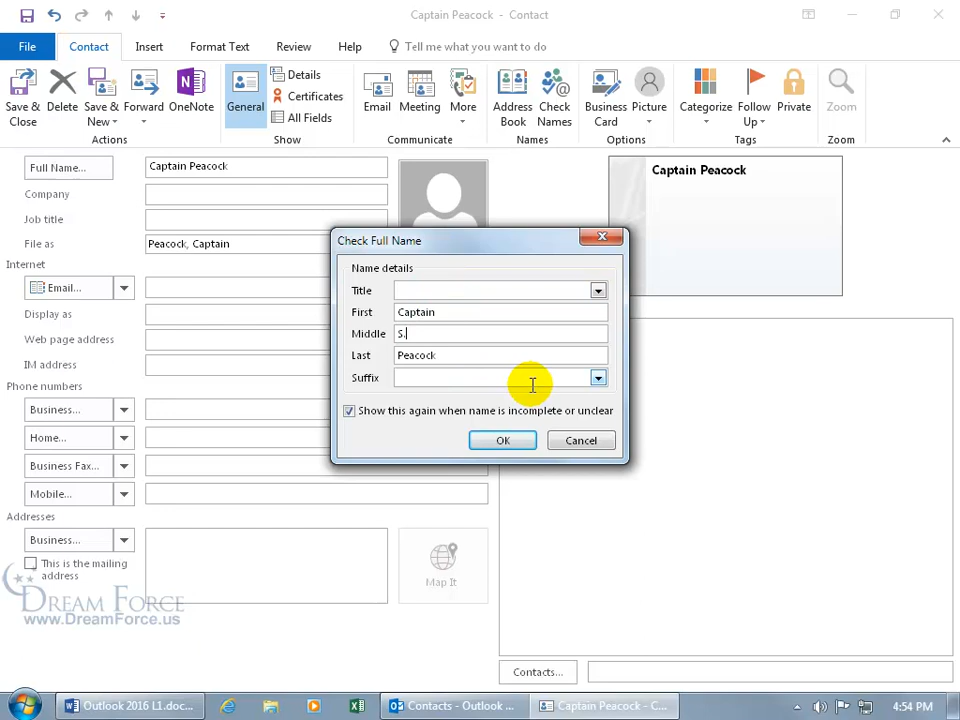 Captain Peacock - Contact
File Contact Insert Format Text Review Help Tell me what you want to do
Save & Close
Delete
Save & New
Forward
OneNote
General
Details
Certificates
All Fields
Email
Meeting
More
Address Book
Check Names
Business Card
Picture
Categorize
Follow Up
Private
Zoom
Actions Show Communicate Names Options Tags Zoom
Full Name... Captain Peacock
Company
Job title
File as Peacock, Captain
Internet
Email...
Display as
Web page address
IM address
Phone numbers
Business...
Home...
Business Fax...
Mobile...
Addresses
Business...
This is the mailing
address
Map It
Captain Peacock
Check Full Name
Name details
Title
First Captain
Middle S.
Last Peacock
Suffix
Show this again when name is incomplete or unclear
OK Cancel
Contacts...
DREAM FORCE
www.DreamForce.us
Outlook 2016 L1.doc...
Contacts - Outlook ...
Captain Peacock - C...
4:54 PM